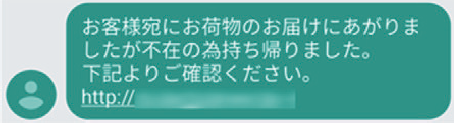 お客様宛にお荷物のお届けにあがりま
したが不在の為持ち帰りました。
下記よりご確認ください。
http://